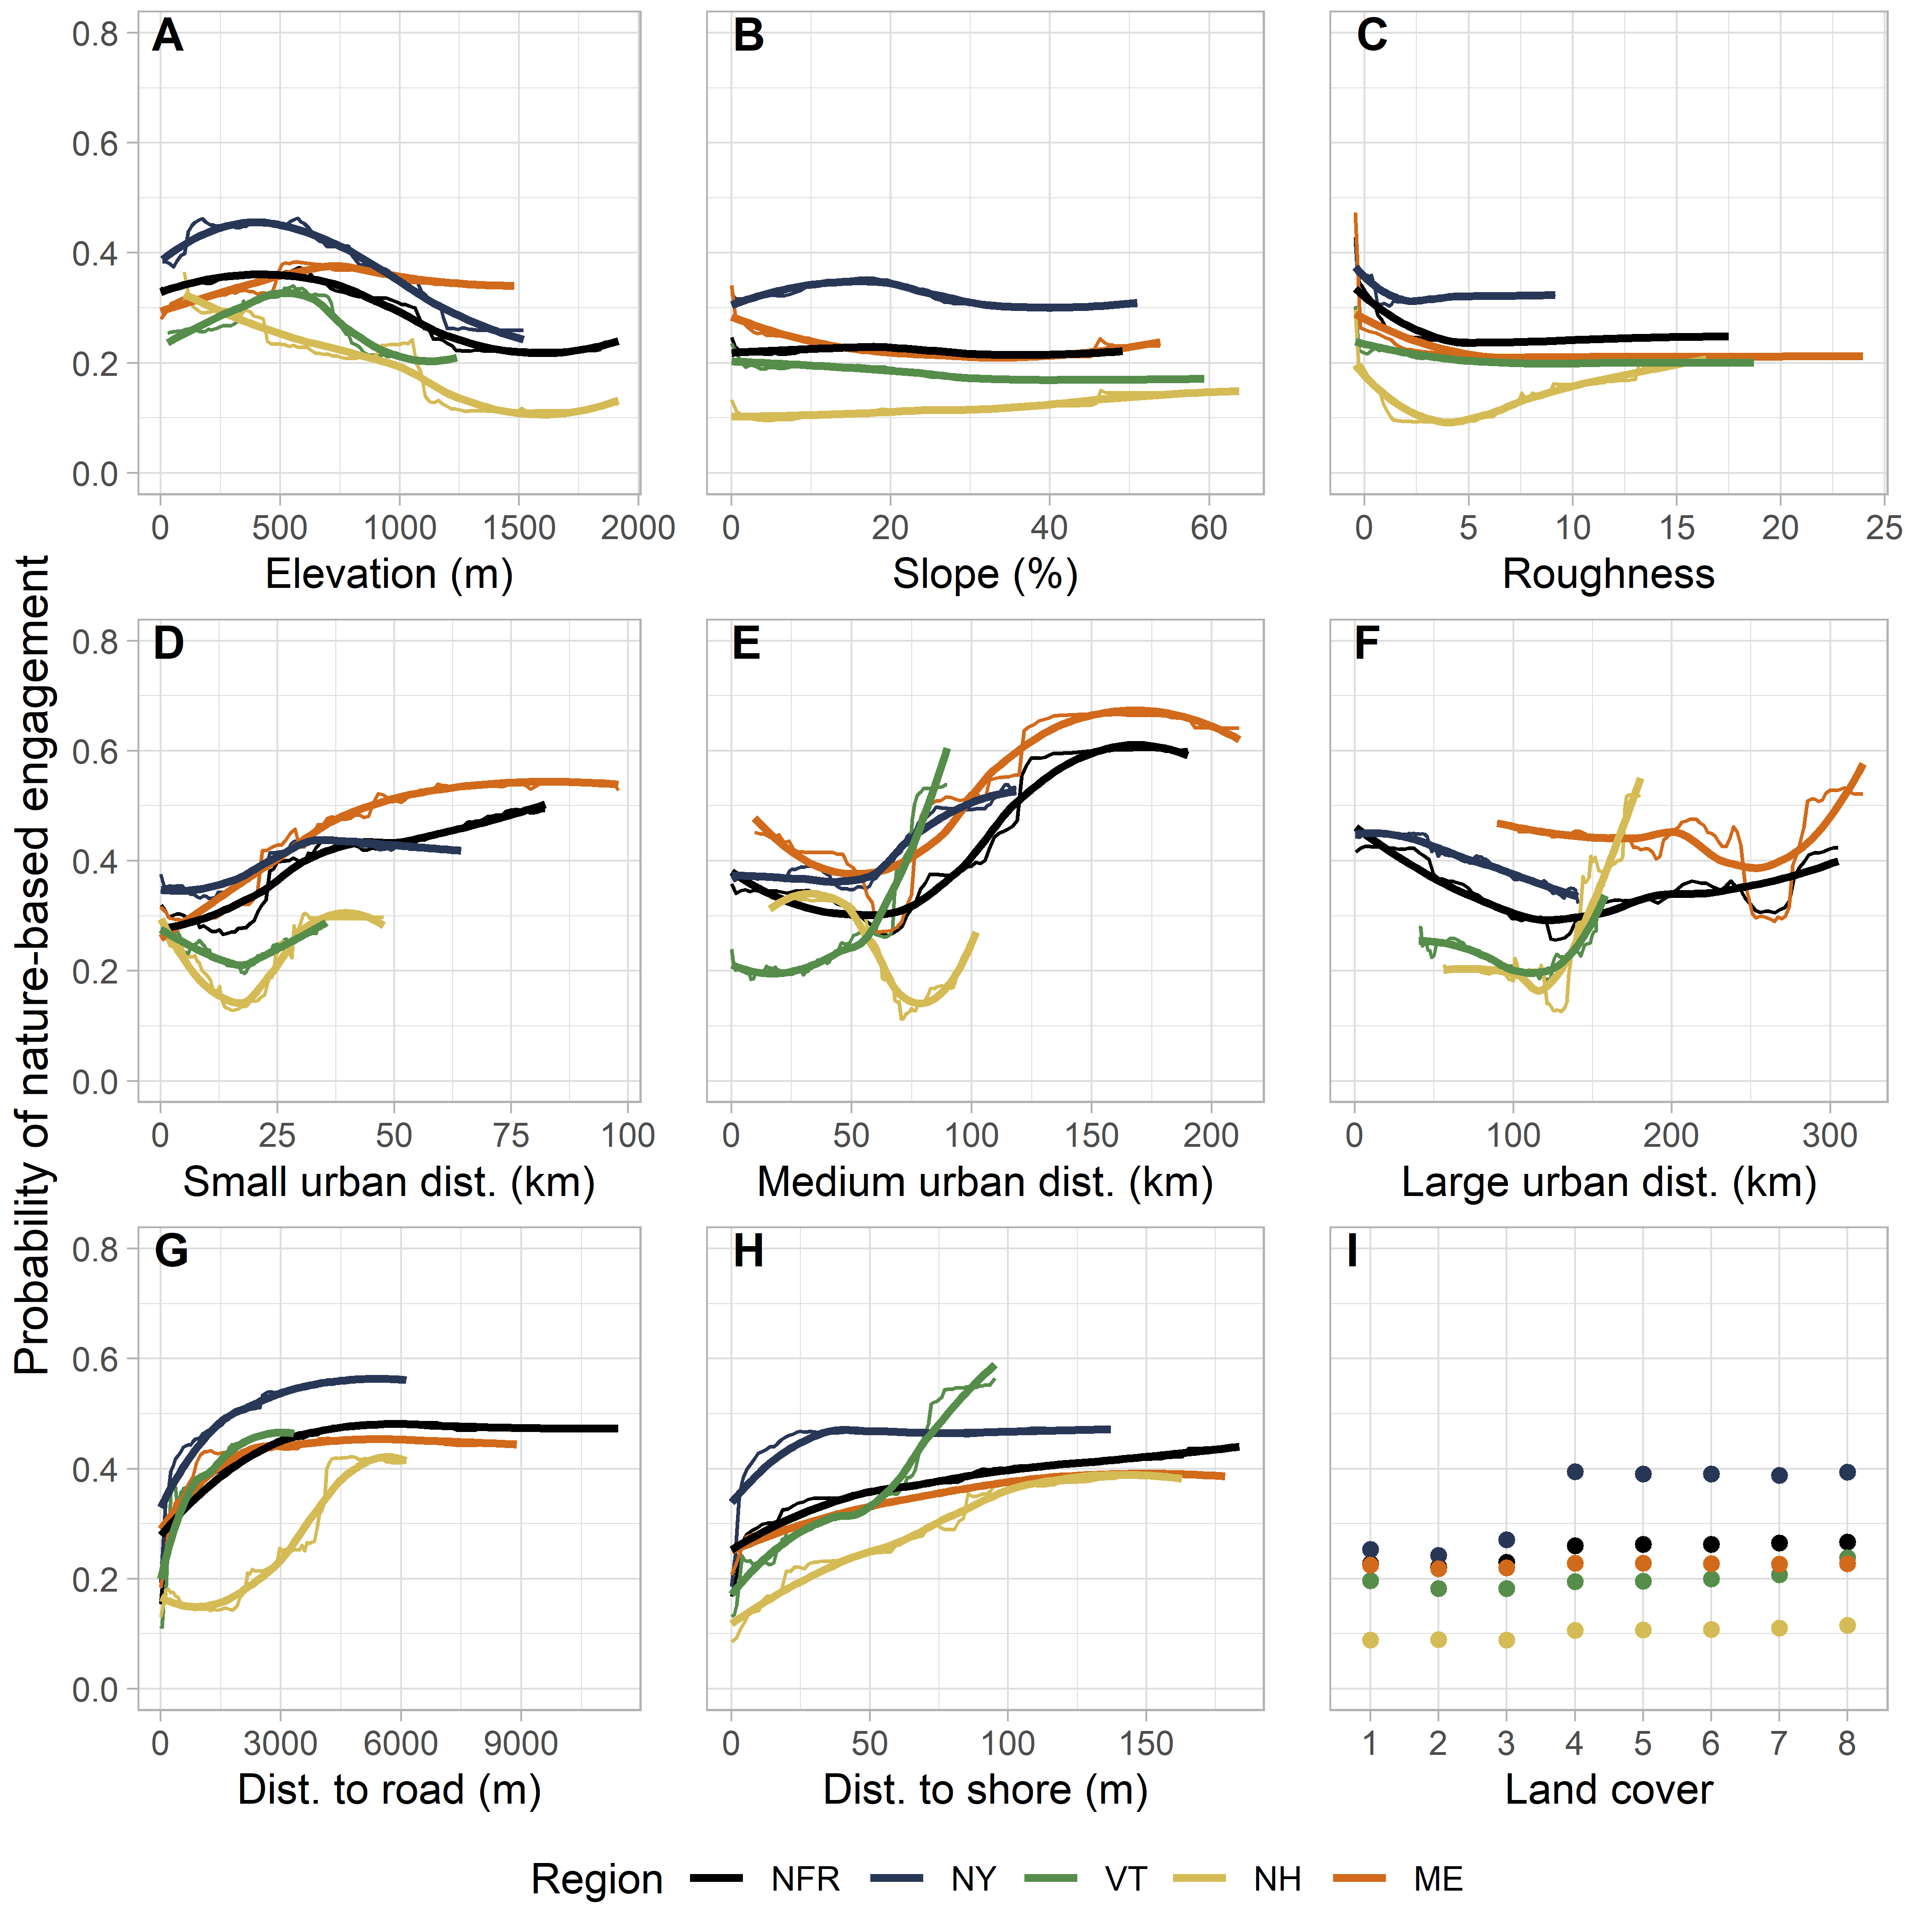 Probability of nature-based engagement
A B C
0.8
0.6
0.4
0.2
0.0
0 500 1000 1500 2000 0 20 40 60 0 5 10 15 20 25
Elevation (m) Slope (%) Roughness
D E F
0.8
0.6
0.4
0.2
0.0
0 25 50 75 100 0 50 100 150 200 0 100 200 300
Small urban dist. (km) Medium urban dist. (km) Large urban dist. (km)
G H I
0.8
0.6
0.4
0.2
0.0
0 3000 6000 9000 0 50 100 150 1 2 3 4 5 6 7 8
Dist. to road (m) Dist. to shore (m) Land cover
Region NFR NY VT NH ME